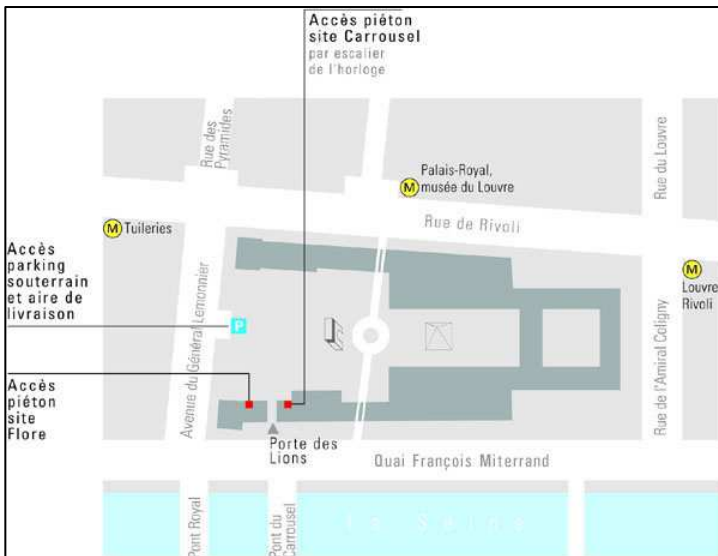 Accès piéton
site Carrousel
par escalier
de l'horloge
Rue des
Pyramides
Rue du Louvre
M
Palais-Royal,
musée du Louvre
Rue de Rivoli
M Tuileries
Accès
parking
souterrain
et aire de
livraison
M
Louvre
Rivoli
P
Avenue du Général Lemonnier
Rue de l'Amiral Coligny
Accès
piéton
site
Flore
Porte des
Lions
Quai François Miterrand
Pont Royal
Pont du
Carrousel
la Seine